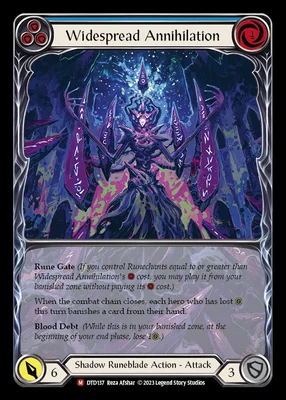 Widespread Annihilation
Rune Gate (If you control Runechants equal to or greater than
Widespread Annihilation's cost, you may play it from your
banished zone without paying its cost.)
When the combat chain closes, each hero who has lost
this turn banishes a card from their hand.
Blood Debt (While this is in your banished zone, at the
beginning of your end phase, lose 1.)
6
Shadow Runeblade Action - Attack
3
M DTD137 Reza Afshar ©2023 Legend Story Studios